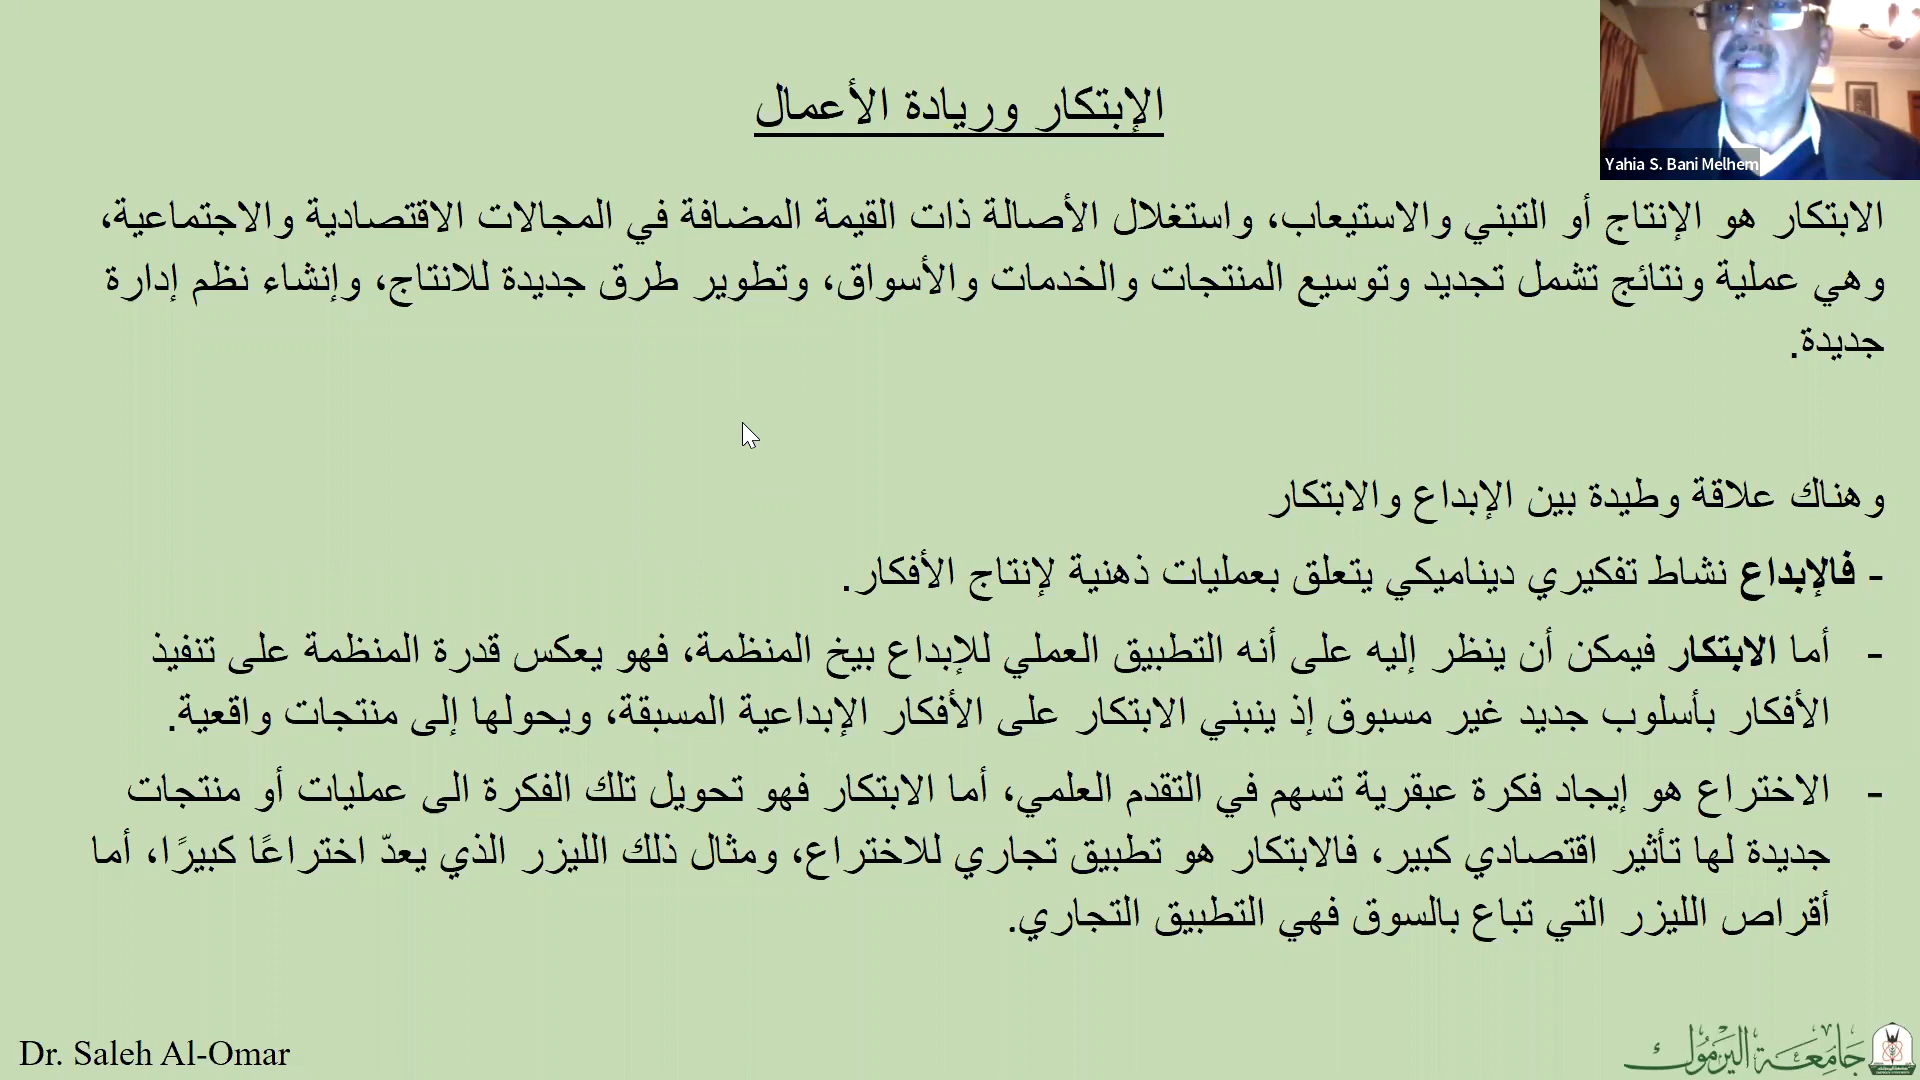 الإبتكار وريادة الأعمال
Yahia S. Bani Melhem
الابتكار هو الإنتاج أو التبني والاستيعاب، واستغلال الأصالة ذات القيمة المضافة في المجالات الاقتصادية والاجتماعية،
وهي عملية ونتائج تشمل تجديد وتوسيع المنتجات والخدمات والأسواق، وتطوير طرق جديدة للانتاج، وإنشاء نظم إدارة
جديدة.
وهناك علاقة وطيدة بين الإبداع والابتكار
- فالإبداع نشاط تفكيري ديناميكي يتعلق بعمليات ذهنية لإنتاج الأفكار.
- أما الابتكار فيمكن أن ينظر إليه على أنه التطبيق العملي للإبداع بيخ المنظمة، فهو يعكس قدرة المنظمة على تنفيذ
الأفكار بأسلوب جديد غير مسبوق إذ ينبني الابتكار على الأفكار الإبداعية المسبقة، ويحولها إلى منتجات واقعية.
- الاختراع هو إيجاد فكرة عبقرية تسهم في التقدم العلمي، أما الابتكار فهو تحويل تلك الفكرة الى عمليات أو منتجات
جديدة لها تأثير اقتصادي كبير، فالابتكار هو تطبيق تجاري للاختراع، ومثال ذلك الليزر الذي يعدّ اختراعًا كبيرًا، أما
أقراص الليزر التي تباع بالسوق فهي التطبيق التجاري.
Dr. Saleh Al-Omar
جامعة اليرموك